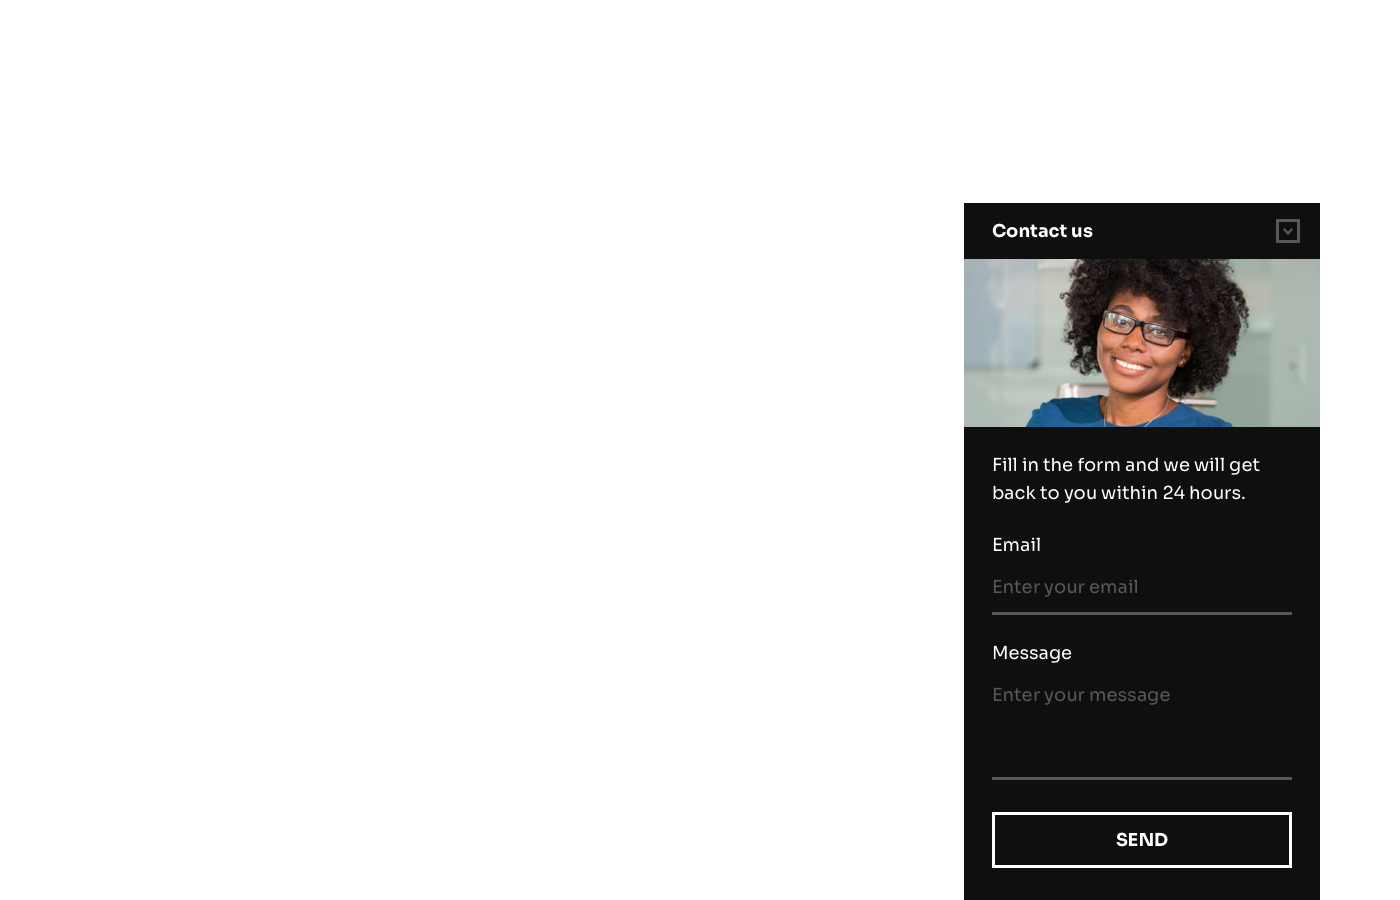 Contact us
Fill in the form and we will get
back to you within 24 hours.
Email
Enter your email
Message
Enter your message
SEND